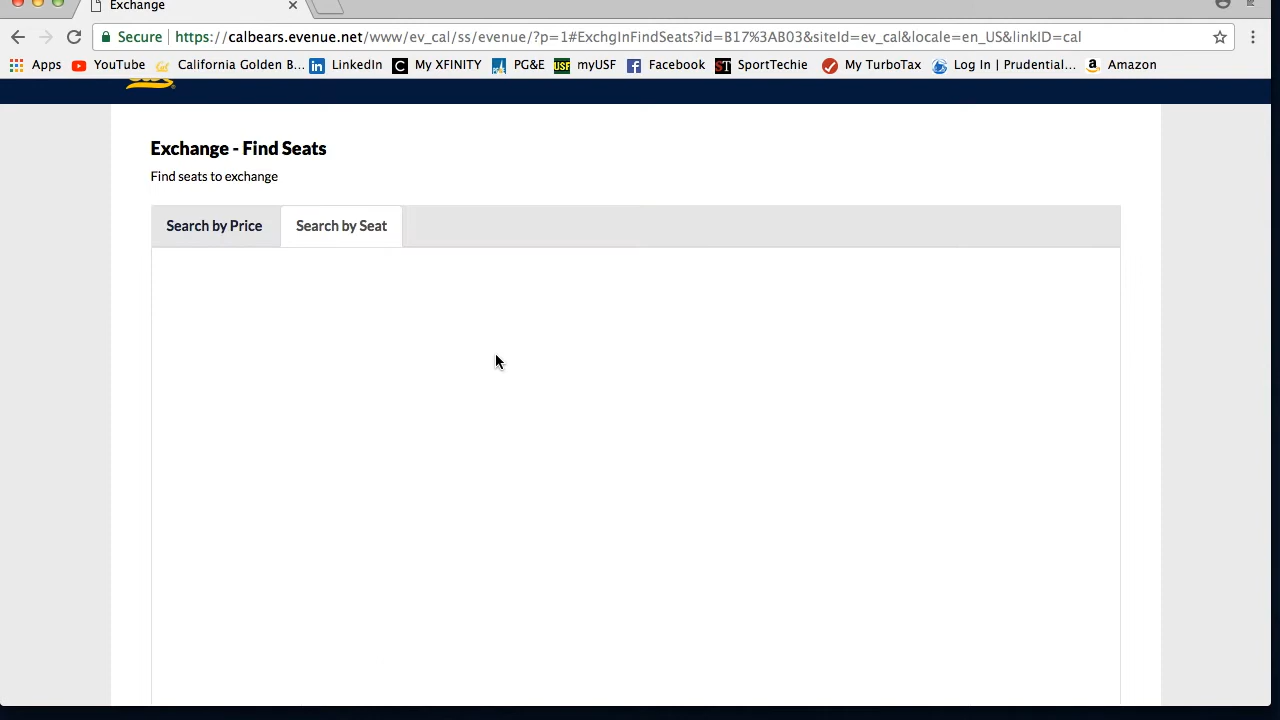 Exchange
Secure https://calbears.evenue.net/www/ev_cal/ss/evenue/?p=1#ExchgInFindSeats?id=B17%3AB03&siteId=ev_cal&locale=en_US&linkID=cal
Apps YouTube California Golden B... LinkedIn C My XFINITY PG&E USF myUSF f Facebook ST SportTechie My TurboTax Log In | Prudential... a Amazon
Exchange - Find Seats
Find seats to exchange
Search by Price Search by Seat